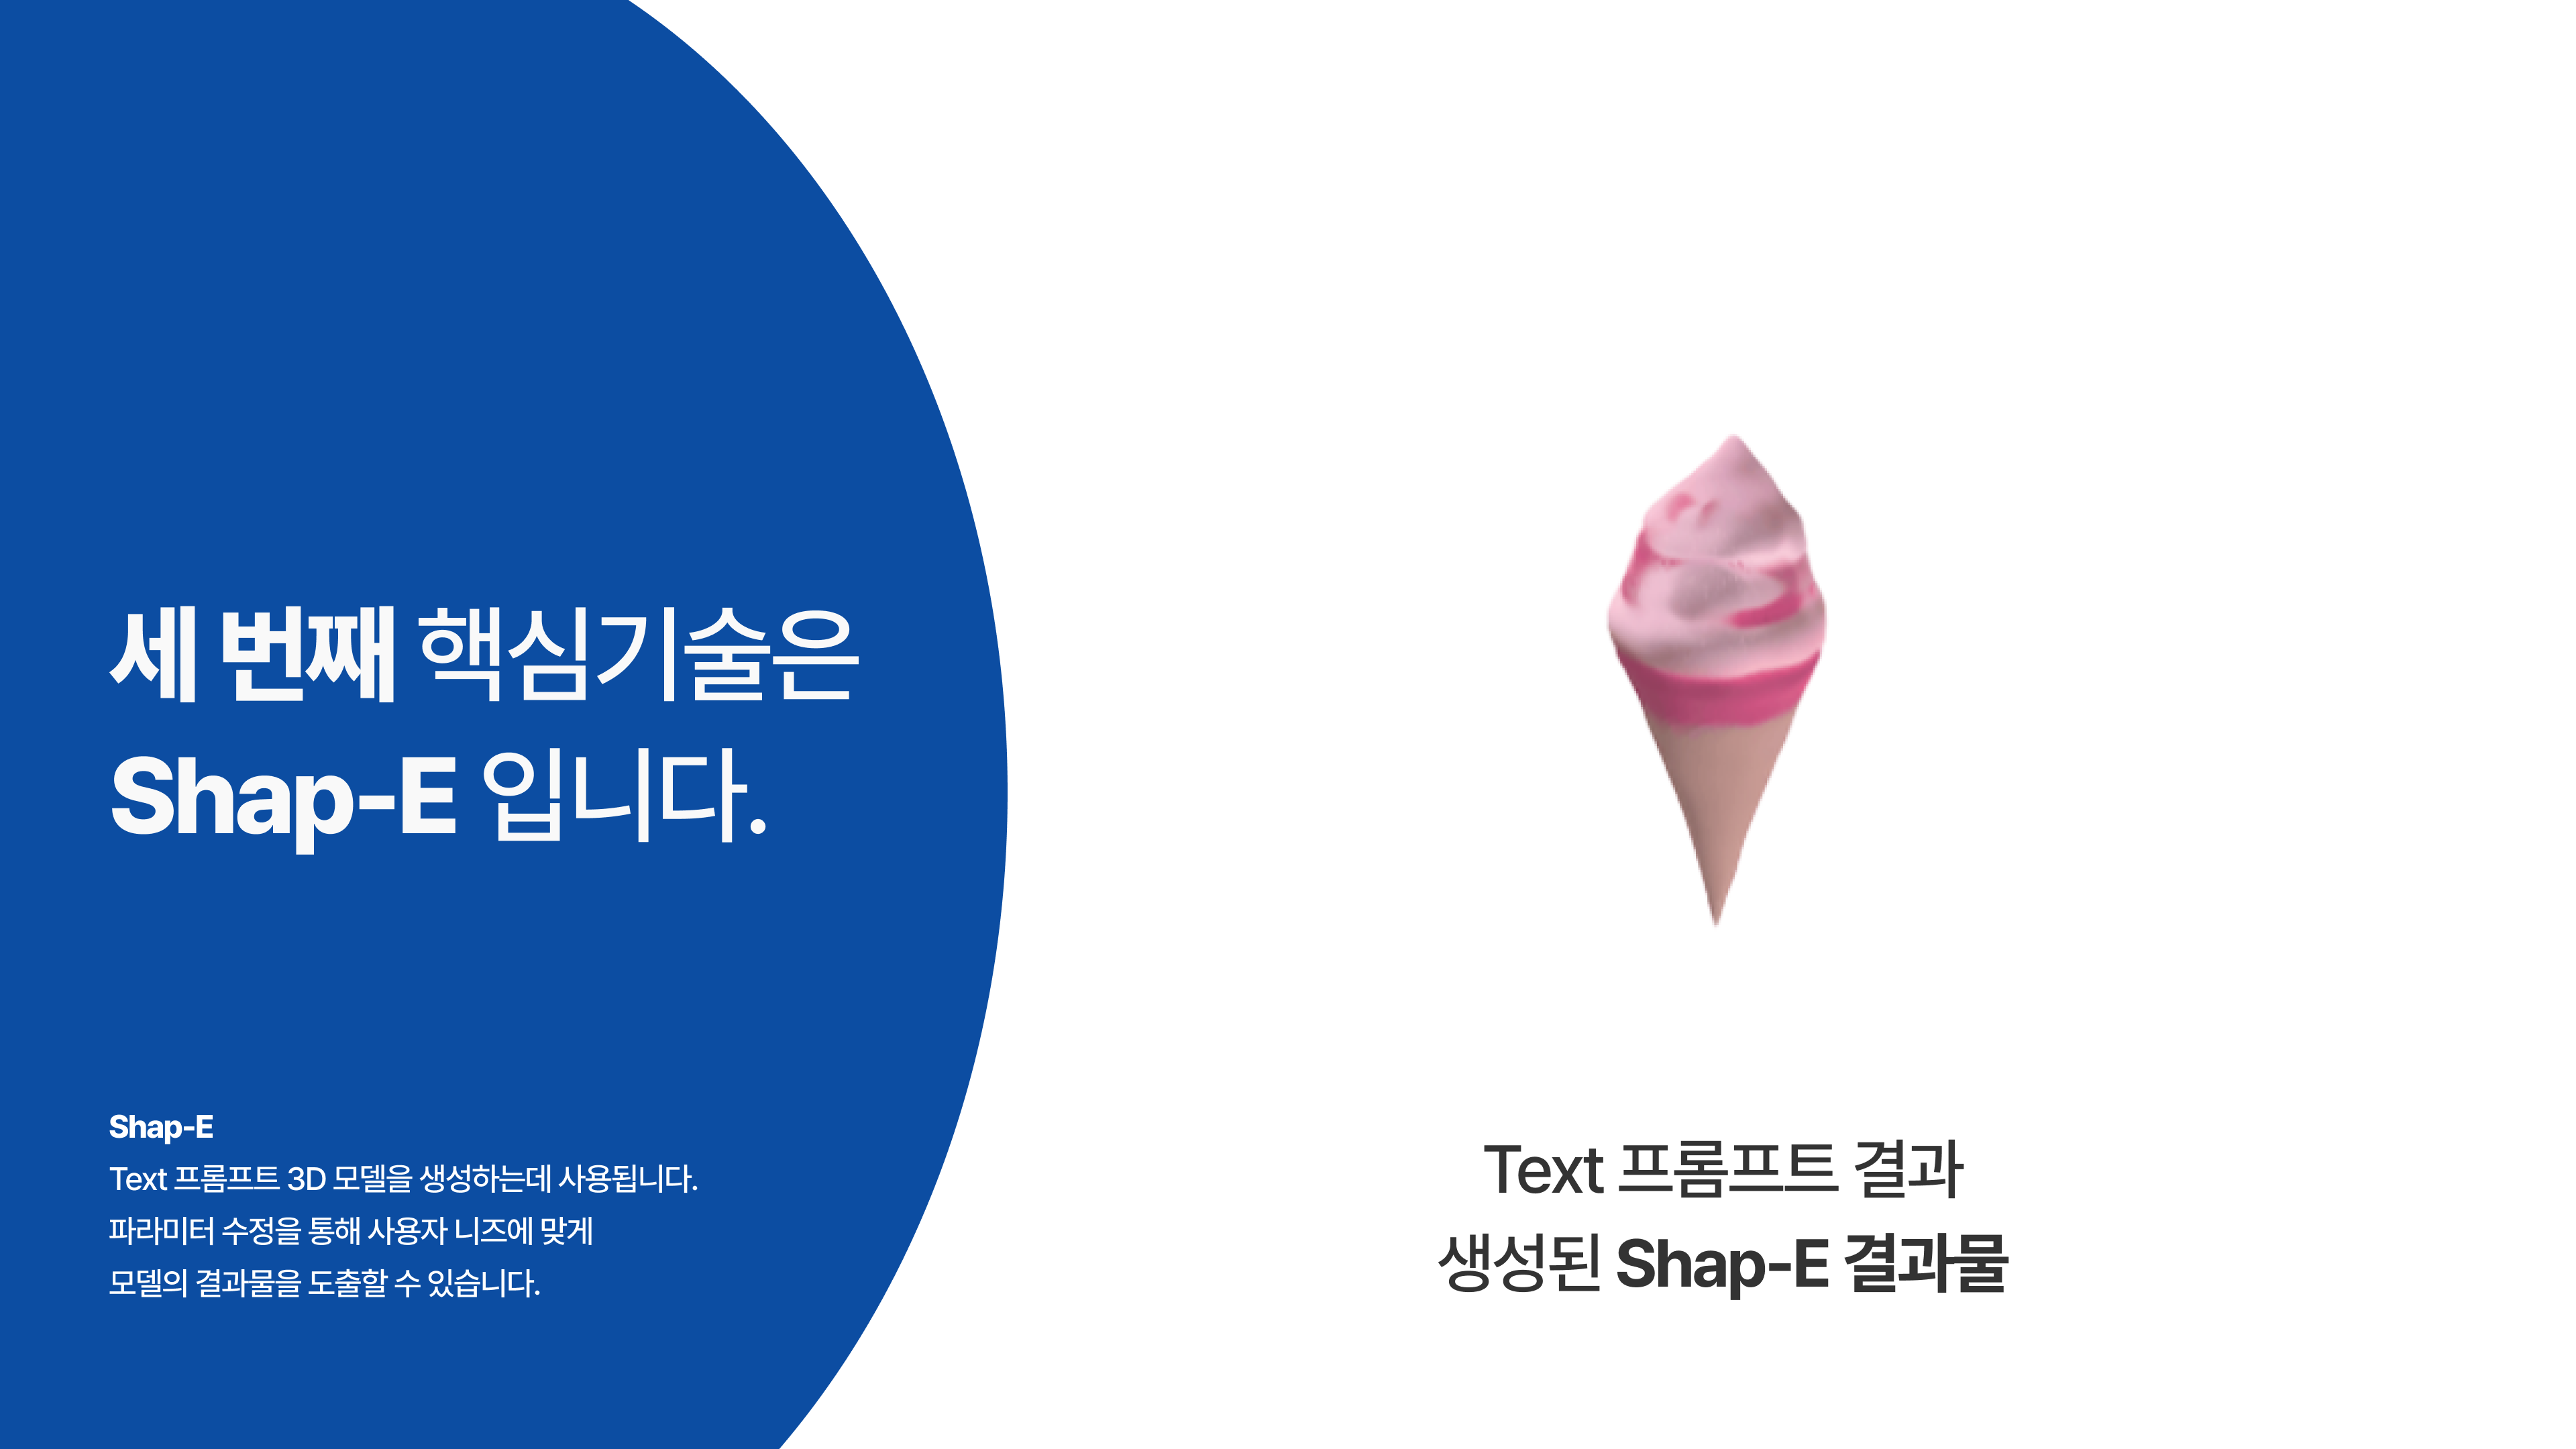 세 번째 핵심기술은
Shap-E 입니다.
Shap-E
Text 프롬프트 3D 모델을 생성하는데 사용됩니다.
파라미터 수정을 통해 사용자 니즈에 맞게
모델의 결과물을 도출할 수 있습니다.
Text 프롬프트 결과
생성된 Shap-E 결과물